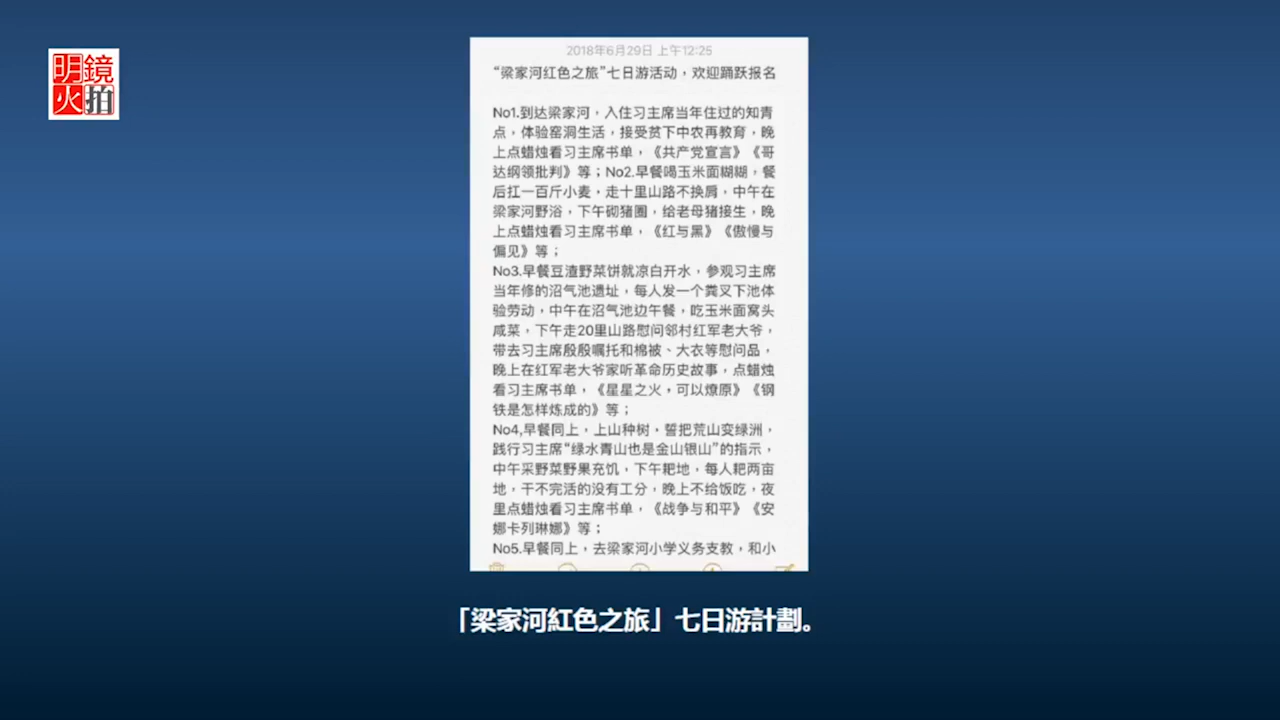 明鏡
火拍
2018年6月29日 上午12:25
“梁家河红色之旅”七日游活动，欢迎踊跃报名
No1.到达梁家河，入住习主席当年住过的知青
点，体验窑洞生活，接受贫下中农再教育，晚
上点蜡烛看习主席书单，《共产党宣言》《哥
达纲领批判》等；No2.早餐喝玉米面糊糊，餐
后扛一百斤小麦，走十里山路不换肩，中午在
梁家河野浴，下午砌猪圈，给老母猪接生，晚
上点蜡烛看习主席书单，《红与黑》《傲慢与
偏见》等；
No3.早餐豆渣野菜饼就凉白开水，参观习主席
当年修的沼气池遗址，每人发一个粪叉下池体
验劳动，中午在沼气池边午餐，吃玉米面窝头
咸菜，下午走20里山路慰问邻村红军老大爷，
带去习主席殷殷嘱托和棉被、大衣等慰问品，
晚上在红军老大爷家听革命历史故事，点蜡烛
看习主席书单，《星星之火，可以燎原》《钢
铁是怎样炼成的》等；
No4,早餐同上，上山种树，誓把荒山变绿洲，
践行习主席“绿水青山也是金山银山”的指示，
中午采野菜野果充饥，下午耙地，每人耙两亩
地，干不完活的没有工分，晚上不给饭吃，夜
里点蜡烛看习主席书单，《战争与和平》《安
娜卡列琳娜》等；
No5.早餐同上，去梁家河小学义务支教，和小
「梁家河紅色之旅」七日游計劃。